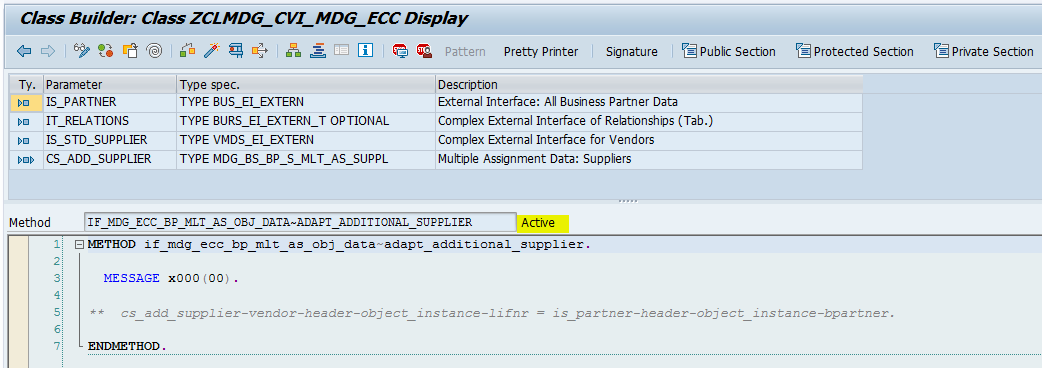 Class Builder: Class ZCLMDG_CVI_MDG_ECC Display
Pattern Pretty Printer Signature Public Section Protected Section Private Section
Ty. Parameter Type spec. Description
IS_PARTNER TYPE BUS_EI_EXTERN External Interface: All Business Partner Data
IT_RELATIONS TYPE BURS_EI_EXTERN_T OPTIONAL Complex External Interface of Relationships (Tab.)
IS_STD_SUPPLIER TYPE VMDS_EI_EXTERN Complex External Interface for Vendors
CS_ADD_SUPPLIER TYPE MDG_BS_BP_S_MLT_AS_SUPPL Multiple Assignment Data: Suppliers
Method IF_MDG_ECC_BP_MLT_AS_OBJ_DATA~ADAPT_ADDITIONAL_SUPPLIER Active
1 METHOD if_mdg_ecc_bp_mlt_as_obj_data~adapt_additional_supplier.
2
3 MESSAGE x000(00).
4
5 ** cs_add_supplier-vendor-header-object_instance-lifnr = is_partner-header-object_instance-bpartner.
6
7 ENDMETHOD.